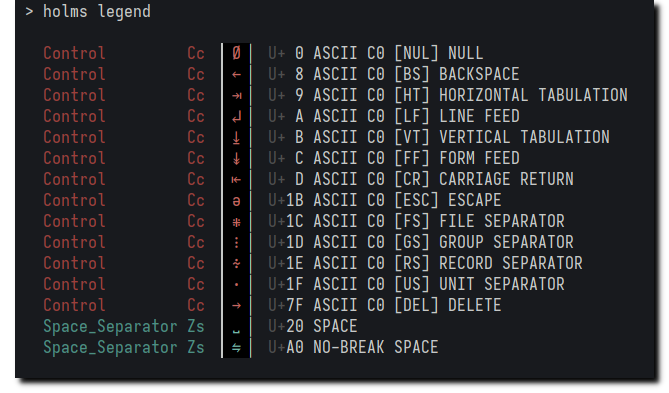 > holms legend
Control Cc Ø U+ 0 ASCII C0 [NUL] NULL
Control Cc ← U+ 8 ASCII C0 [BS] BACKSPACE
Control Cc ⇥ U+ 9 ASCII C0 [HT] HORIZONTAL TABULATION
Control Cc ↲ U+ A ASCII C0 [LF] LINE FEED
Control Cc ⤓ U+ B ASCII C0 [VT] VERTICAL TABULATION
Control Cc ↡ U+ C ASCII C0 [FF] FORM FEED
Control Cc ⇤ U+ D ASCII C0 [CR] CARRIAGE RETURN
Control Cc ə U+1B ASCII C0 [ESC] ESCAPE
Control Cc ⁜ U+1C ASCII C0 [FS] FILE SEPARATOR
Control Cc ⁝ U+1D ASCII C0 [GS] GROUP SEPARATOR
Control Cc ÷ U+1E ASCII C0 [RS] RECORD SEPARATOR
Control Cc · U+1F ASCII C0 [US] UNIT SEPARATOR
Control Cc → U+7F ASCII C0 [DEL] DELETE
Space_Separator Zs ␣ U+20 SPACE
Space_Separator Zs ⇋ U+A0 NO-BREAK SPACE